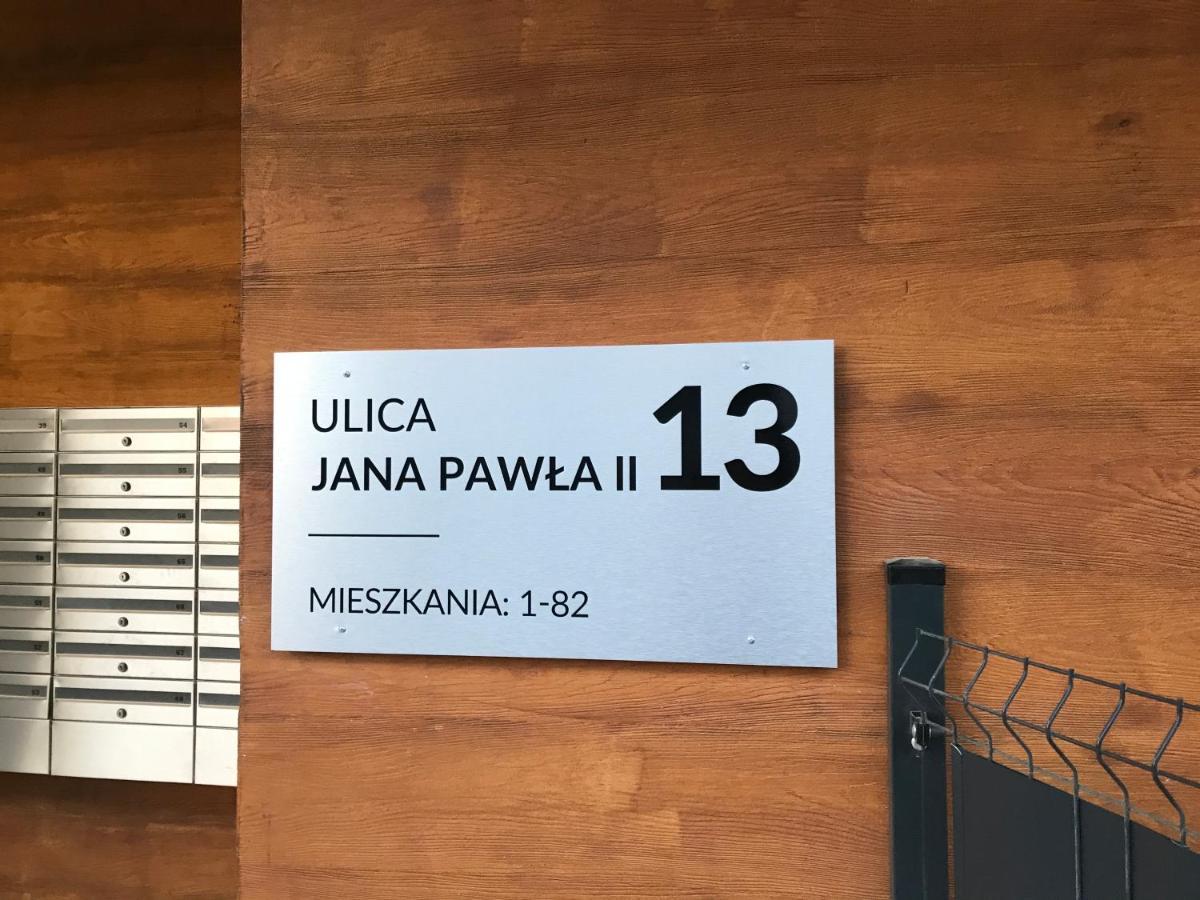 ULICA
JANA PAWŁA II 13
MIESZKANIA: 1-82